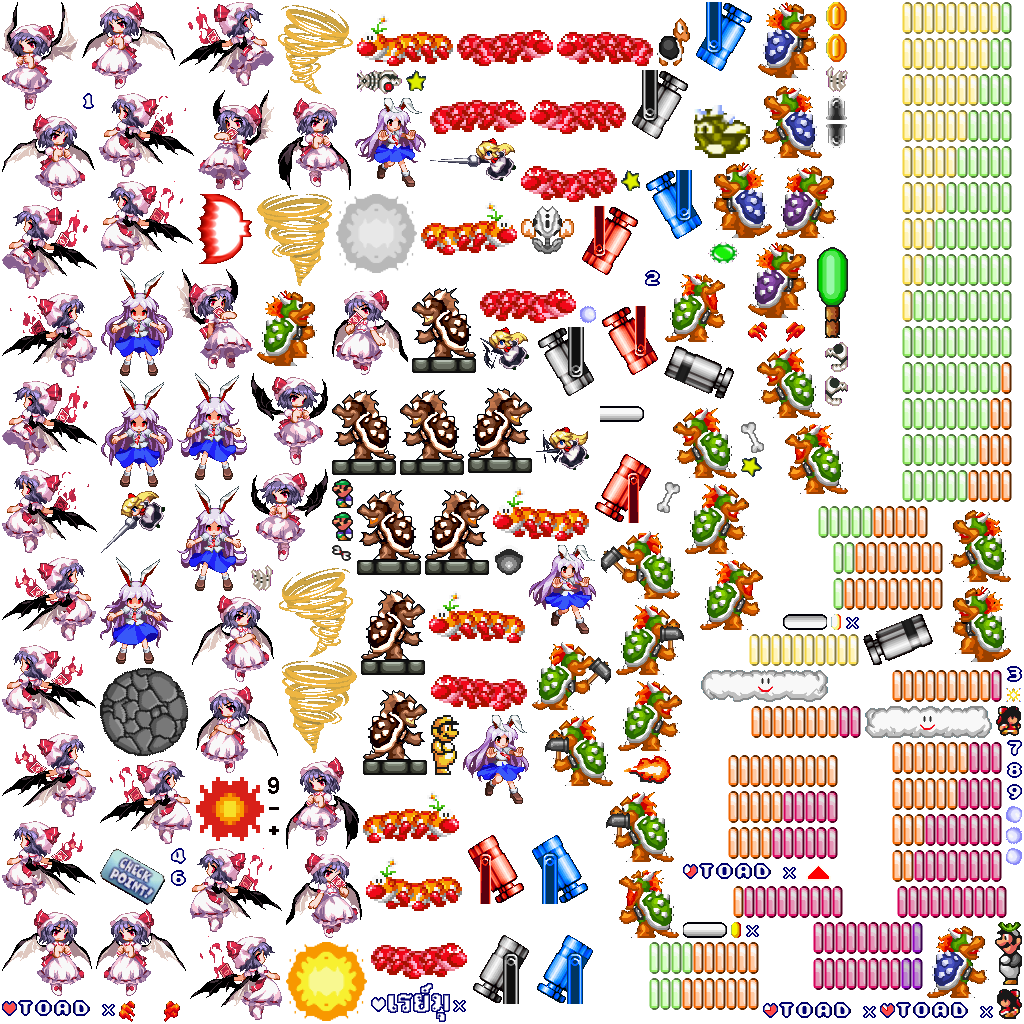 1
2
3
7
8
9
9
-
+
4
6
CHECK
POINT!
♥TOAD x
x
x
♥TOAD x
♥เรย์มุ x
♥TOAD x
♥TOAD x